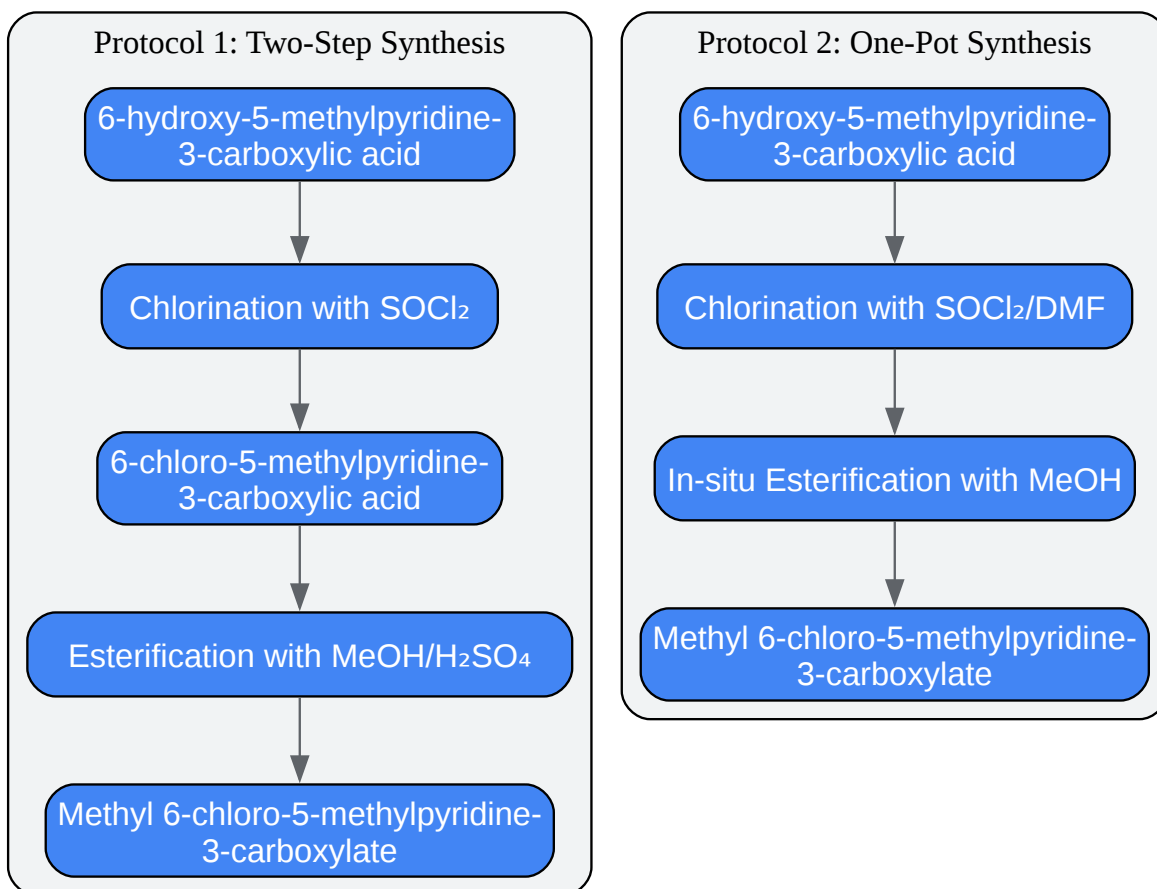 Protocol 1: Two-Step Synthesis
6-hydroxy-5-methylpyridine-
3-carboxylic acid
Chlorination with SOCl₂
6-chloro-5-methylpyridine-
3-carboxylic acid
Esterification with MeOH/H₂SO₄
Methyl 6-chloro-5-methylpyridine-
3-carboxylate
Protocol 2: One-Pot Synthesis
6-hydroxy-5-methylpyridine-
3-carboxylic acid
Chlorination with SOCl₂/DMF
In-situ Esterification with MeOH
Methyl 6-chloro-5-methylpyridine-
3-carboxylate